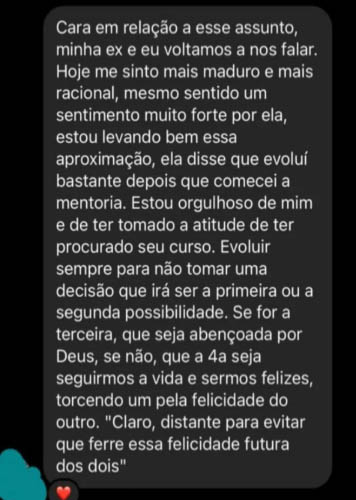 Cara em relação a esse assunto,
minha ex e eu voltamos a nos falar.
Hoje me sinto mais maduro e mais
racional, mesmo sentido um
sentimento muito forte por ela,
estou levando bem essa
aproximação, ela disse que evoluí
bastante depois que comecei a
mentoria. Estou orgulhoso de mim
e de ter tomado a atitude de ter
procurado seu curso. Evoluir
sempre para não tomar uma
decisão que irá ser a primeira ou a
segunda possibilidade. Se for a
terceira, que seja abençoada por
Deus, se não, que a 4a seja
seguirmos a vida e sermos felizes,
torcendo um pela felicidade do
outro. "Claro, distante para evitar
que ferre essa felicidade futura
dos dois"